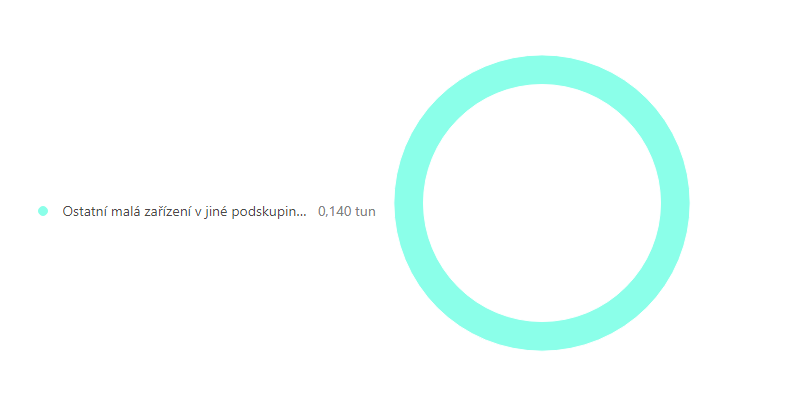 Ostatní malá zařízení v jiné podskupin... 0,140 tun